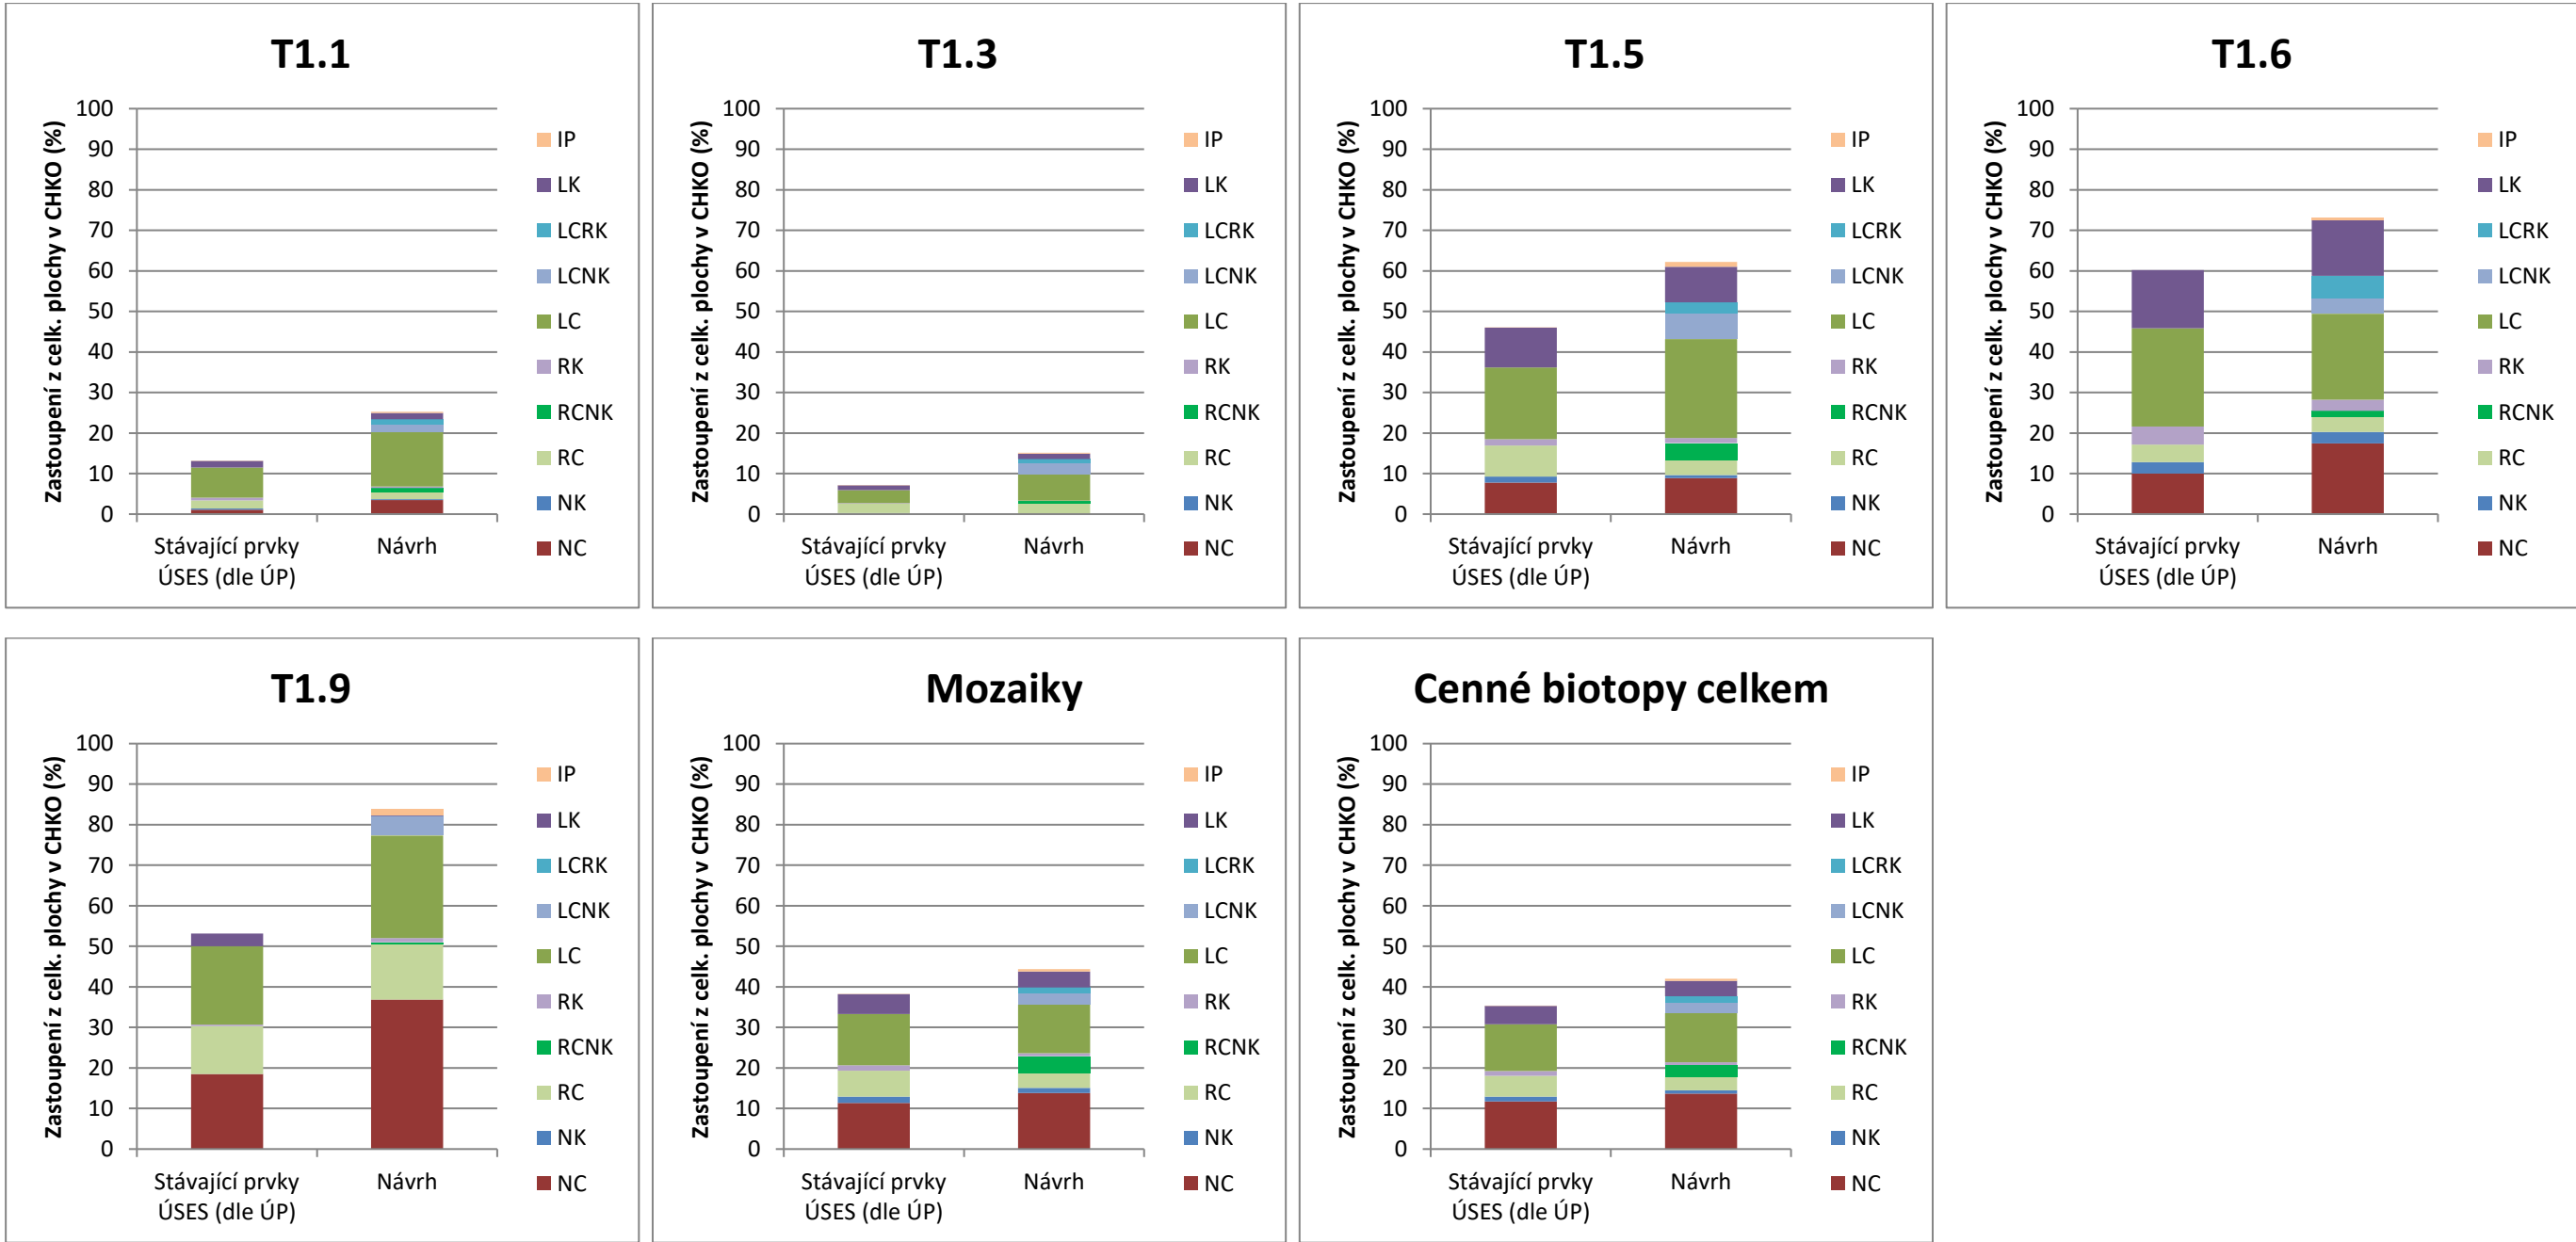 T1.1
Zastoupení z celk. plochy v CHKO (%)
100
90
80
70
60
50
40
30
20
10
0
Stávající prvky
ÚSES (dle ÚP)
Návrh
IP
LK
LCRK
LCNK
LC
RK
RCNK
RC
NK
NC
T1.3
Zastoupení z celk. plochy v CHKO (%)
100
90
80
70
60
50
40
30
20
10
0
Stávající prvky
ÚSES (dle ÚP)
Návrh
IP
LK
LCRK
LCNK
LC
RK
RCNK
RC
NK
NC
T1.5
Zastoupení z celk. plochy v CHKO (%)
100
90
80
70
60
50
40
30
20
10
0
Stávající prvky
ÚSES (dle ÚP)
Návrh
IP
LK
LCRK
LCNK
LC
RK
RCNK
RC
NK
NC
T1.6
Zastoupení z celk. plochy v CHKO (%)
100
90
80
70
60
50
40
30
20
10
0
Stávající prvky
ÚSES (dle ÚP)
Návrh
IP
LK
LCRK
LCNK
LC
RK
RCNK
RC
NK
NC
T1.9
Zastoupení z celk. plochy v CHKO (%)
100
90
80
70
60
50
40
30
20
10
0
Stávající prvky
ÚSES (dle ÚP)
Návrh
IP
LK
LCRK
LCNK
LC
RK
RCNK
RC
NK
NC
Mozaiky
Zastoupení z celk. plochy v CHKO (%)
100
90
80
70
60
50
40
30
20
10
0
Stávající prvky
ÚSES (dle ÚP)
Návrh
IP
LK
LCRK
LCNK
LC
RK
RCNK
RC
NK
NC
Cenné biotopy celkem
Zastoupení z celk. plochy v CHKO (%)
100
90
80
70
60
50
40
30
20
10
0
Stávající prvky
ÚSES (dle ÚP)
Návrh
IP
LK
LCRK
LCNK
LC
RK
RCNK
RC
NK
NC